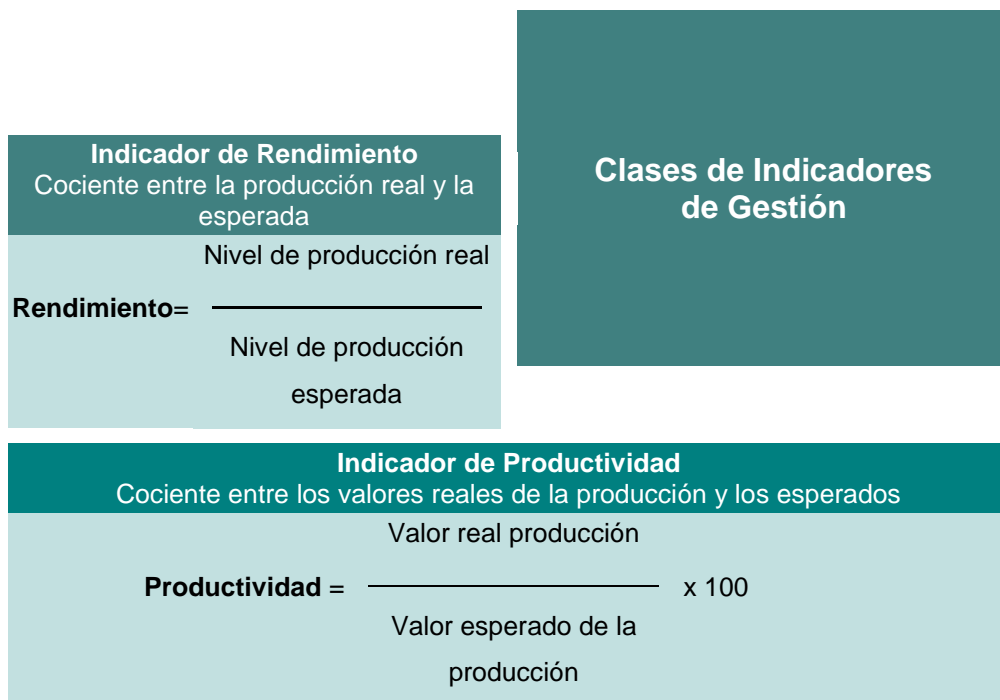 Clases de Indicadores
de Gestión
Indicador de Rendimiento
Cociente entre la producción real y la
esperada
Nivel de producción real
Rendimiento=
Nivel de producción
esperada
Indicador de Productividad
Cociente entre los valores reales de la producción y los esperados
Valor real producción
Productividad = x 100
Valor esperado de la
producción